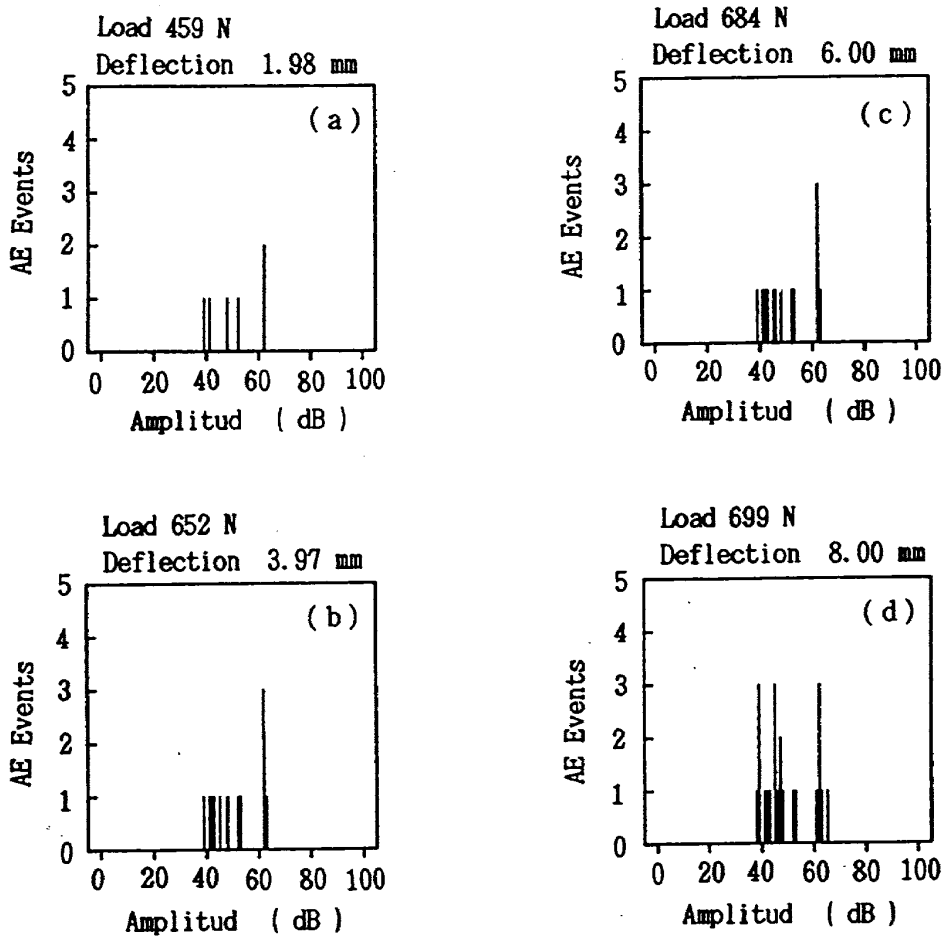 Load 459 N
Deflection 1.98 mm
(a)
5
4
3
2
1
0
AE Events
0 20 40 60 80 100
Amplitud (dB)
Load 684 N
Deflection 6.00 mm
(c)
5
4
3
2
1
0
AE Events
0 20 40 60 80 100
Amplitud (dB)
Load 652 N
Deflection 3.97 mm
(b)
5
4
3
2
1
0
AE Events
0 20 40 60 80 100
Amplitud (dB)
Load 699 N
Deflection 8.00 mm
(d)
5
4
3
2
1
0
AE Events
0 20 40 60 80 100
Amplitud (dB)